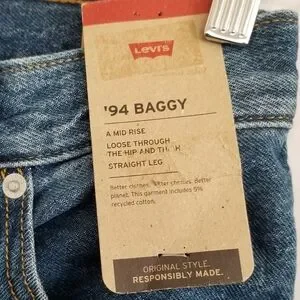 Levi's
'94 BAGGY
A MID RISE
LOOSE THROUGH
THE HIP AND THIGH
STRAIGHT LEG
Better clothes. Better choices. Better
planet. This garment includes 5%
recycled cotton.
ORIGINAL STYLE.
RESPONSIBLY MADE.